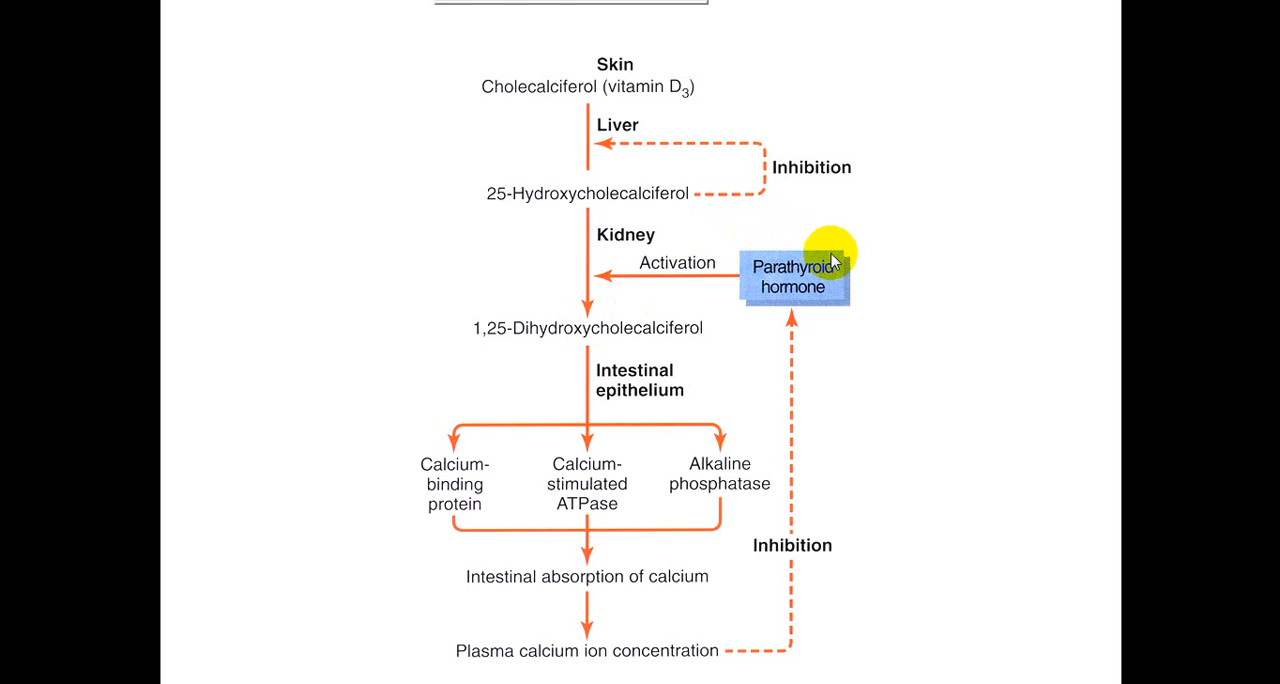 Skin
Cholecalciferol (vitamin D3)
Liver
Inhibition
25-Hydroxycholecalciferol
Kidney
Activation
Parathyroid
hormone
1,25-Dihydroxycholecalciferol
Intestinal
epithelium
Calcium-
binding
protein
Calcium-
stimulated
ATPase
Alkaline
phosphatase
Inhibition
Intestinal absorption of calcium
Plasma calcium ion concentration